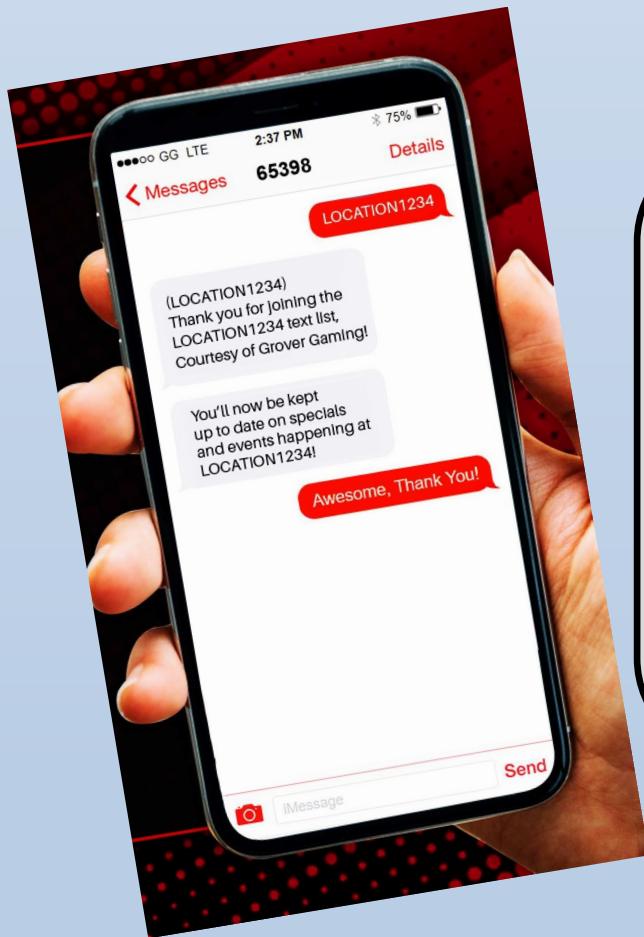 ●●●○○ GG LTE 2:37 PM 75%
Messages 65398 Details
LOCATION1234
(LOCATION1234)
Thank you for joining the
LOCATION1234 text list,
Courtesy of Grover Gaming!
You'll now be kept
up to date on specials
and events happening at
LOCATION1234!
Awesome, Thank You!
iMessage Send